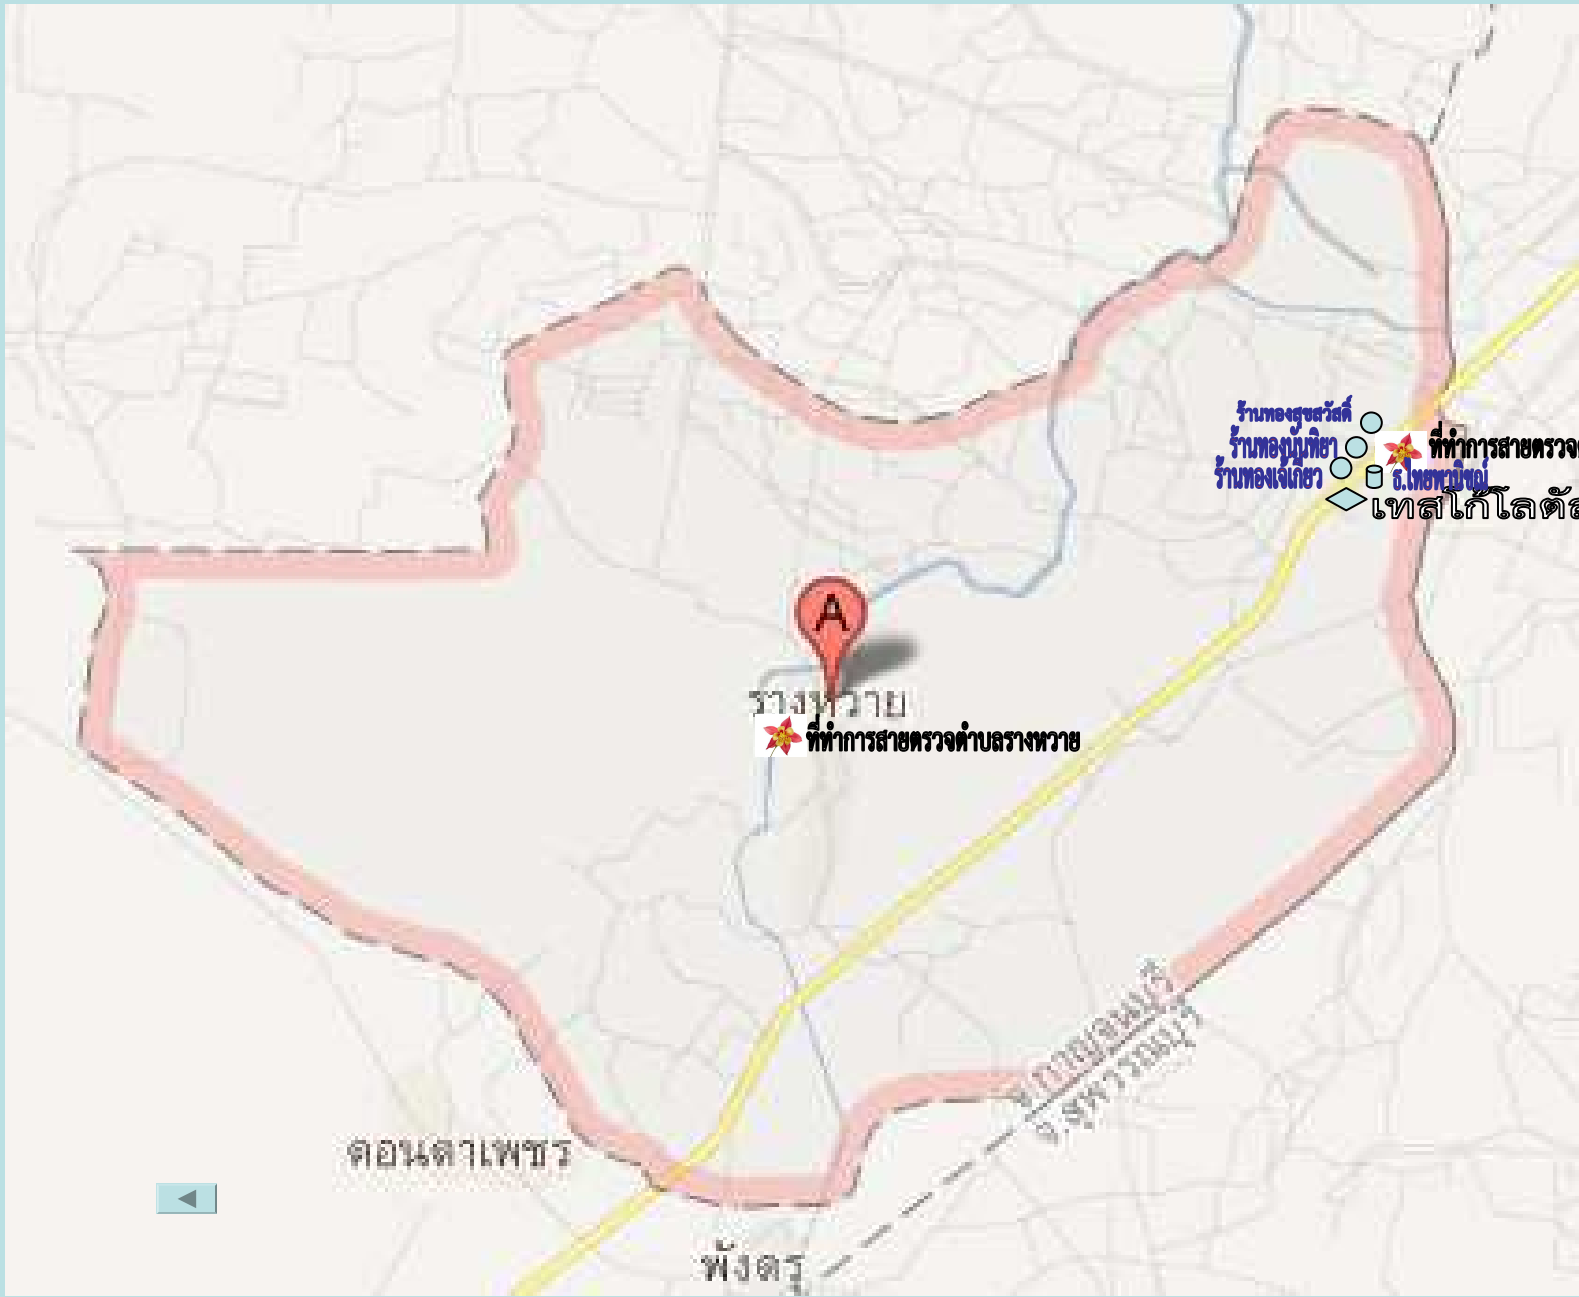 ร้านทองสุขสวัสดิ์
ร้านทองนันทิยา
ที่ทำการสายตรวจ
ร้านทองเจ้เกียว
ธ.ไทยพานิชณ์
เทสโก้โลตัส
A
รางหวาย
ที่ทำการสายตรวจตำบลรางหวาย
จ.กาญจนบุรี
จ.สุพรรณบุรี
ดอนตาเพชร
พังตรุ